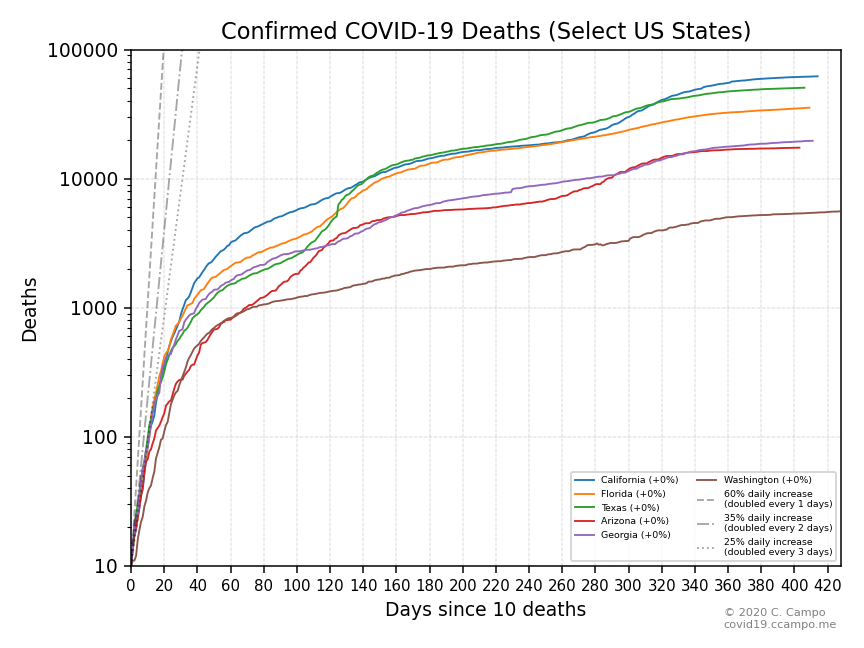 Confirmed COVID-19 Deaths (Select US States)
100000
10000
1000
100
10
Deaths
0 20 40 60 80 100 120 140 160 180 200 220 240 260 280 300 320 340 360 380 400 420
Days since 10 deaths
California (+0%)
Florida (+0%)
Texas (+0%)
Arizona (+0%)
Georgia (+0%)
Washington (+0%)
60% daily increase
(doubled every 1 days)
35% daily increase
(doubled every 2 days)
25% daily increase
(doubled every 3 days)
© 2020 C. Campo
covid19.ccampo.me